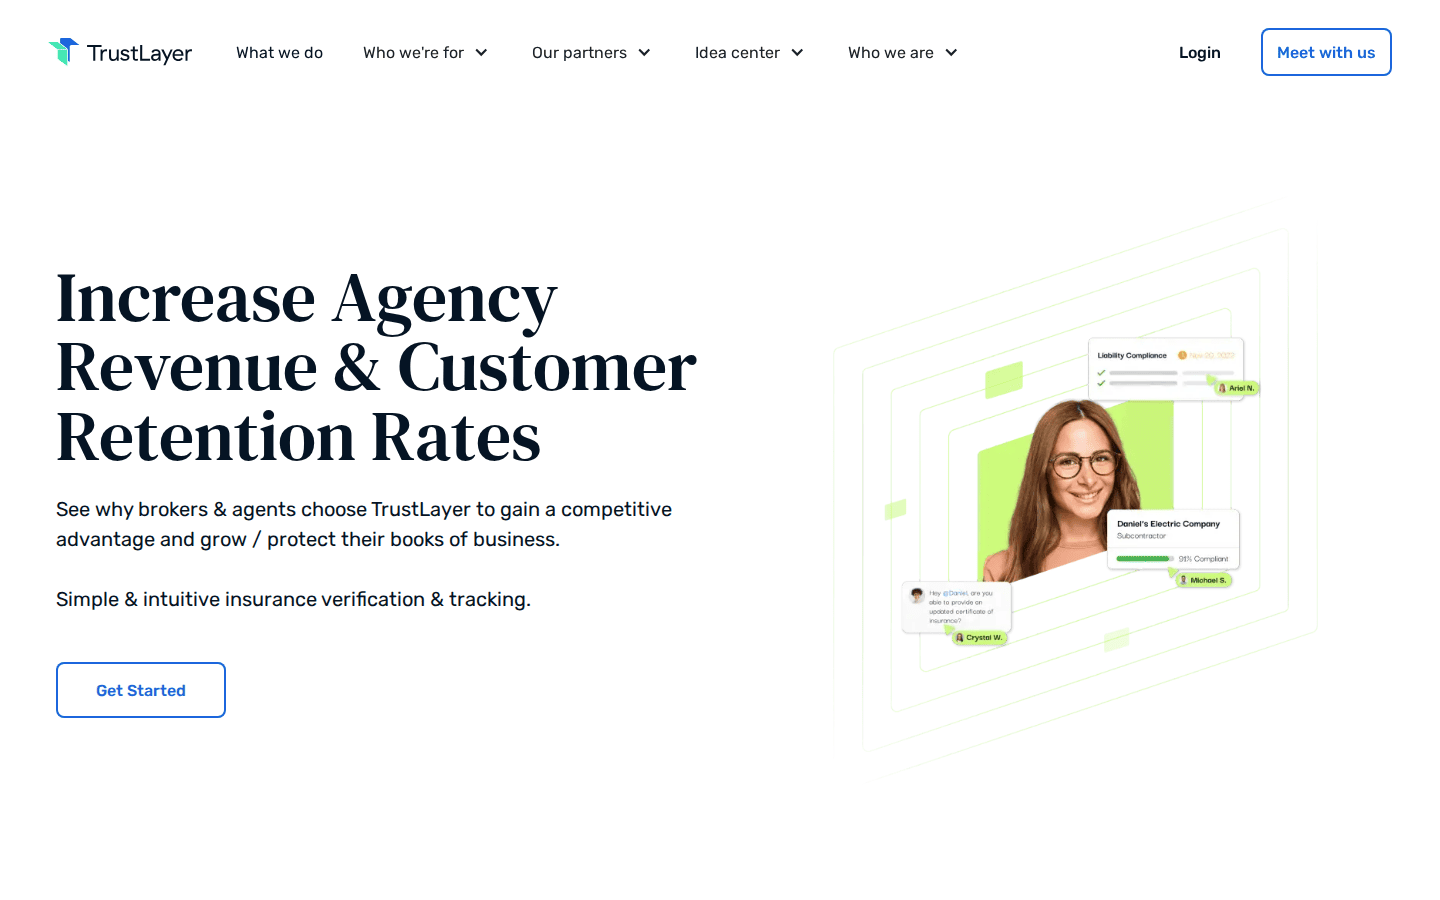 TrustLayer
What we do
Who we're for
Our partners
Idea center
Who we are
Login
Meet with us
Increase Agency
Revenue & Customer
Retention Rates
See why brokers & agents choose TrustLayer to gain a competitive
advantage and grow / protect their books of business.
Simple & intuitive insurance verification & tracking.
Get Started
Liability Compliance
Nov 20, 2022
Ariel N.
Daniel's Electric Company
Subcontractor
91% Compliant
Michael S.
Hey @Daniel, are you
able to provide an
updated certificate of
insurance?
Crystal W.